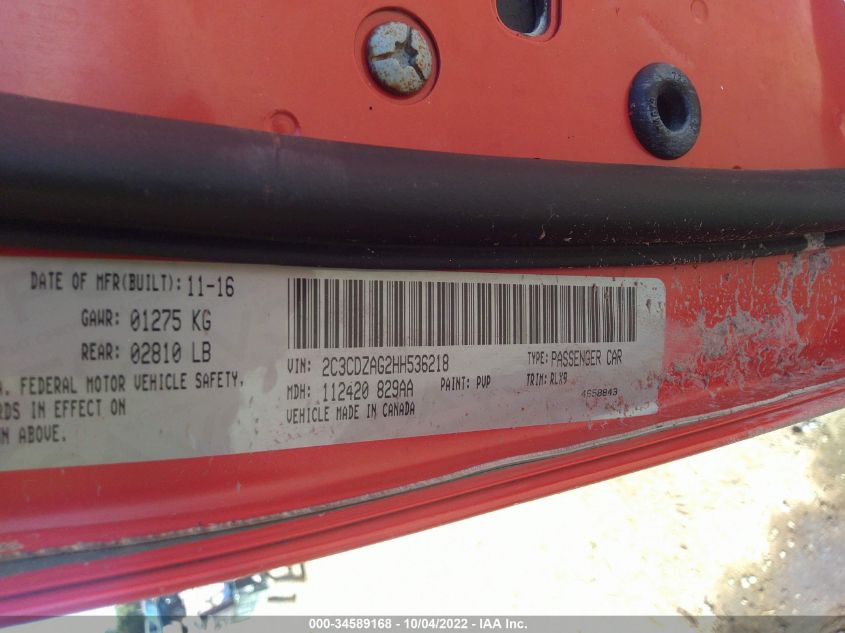 DATE OF MFR(BUILT): 11-16
GAWR: 01275 KG
REAR: 02810 LB
A. FEDERAL MOTOR VEHICLE SAFETY,
RDS IN EFFECT ON
N ABOVE.
VIN: 2C3CDZAG2HH536218
TYPE: PASSENGER CAR
MDH: 112420 829AA
PAINT: PVP
TRIM: RLX9
VEHICLE MADE IN CANADA
4658843
000-34589168 - 10/04/2022 - IAA Inc.